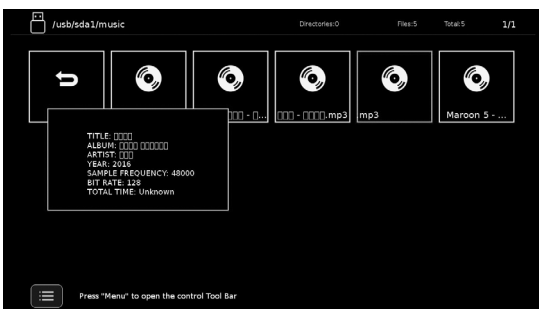 /usb/sda1/music
Directories:0
Files:5
Total:5
1/1
mp3
Maroon 5 - ...
TITLE:
ALBUM:
ARTIST:
YEAR: 2016
SAMPLE FREQUENCY: 48000
BIT RATE: 128
TOTAL TIME: Unknown
Press "Menu" to open the control Tool Bar